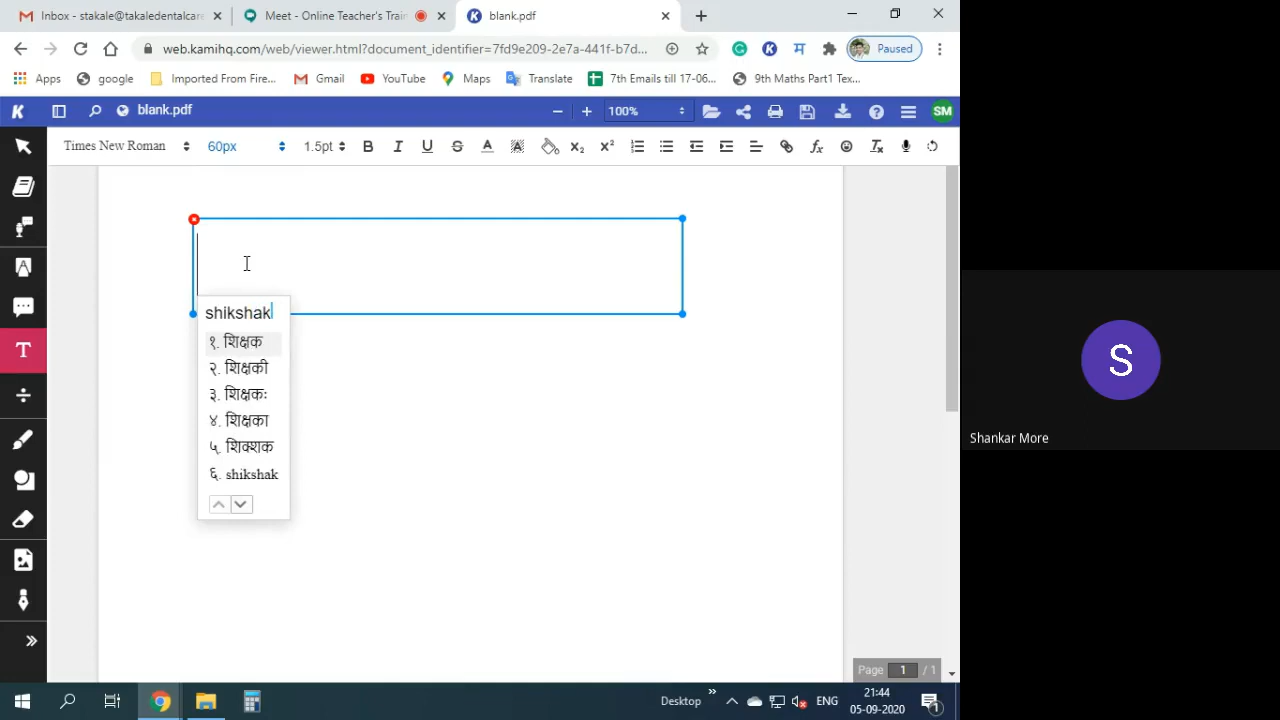 Inbox - stakale@takaledentalcare
Meet - Online Teacher's Train
blank.pdf
web.kamihq.com/web/viewer.html?document_identifier=7fd9e209-2e7a-441f-b7d...
Paused
Apps
google
Imported From Fire...
Gmail
YouTube
Maps
Translate
7th Emails till 17-06...
9th Maths Part1 Tex...
blank.pdf
100%
SM
Times New Roman
60px
1.5pt
shikshak
१. शिक्षक
२. शिक्षकी
३. शिक्षकः
४. शिक्षका
५. शिक्शक
६. shikshak
S
Shankar More
Page 1 / 1
Desktop
ENG
21:44
05-09-2020